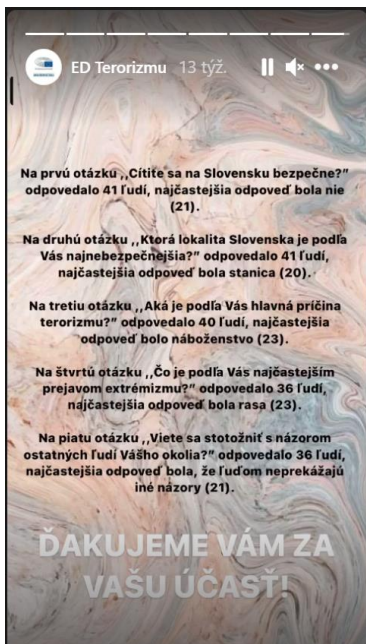 ED Terorizmu 13 týž.
Na prvú otázku ,,Cítite sa na Slovensku bezpečne?"
odpovedalo 41 ľudí, najčastejšia odpoveď bola nie
(21).
Na druhú otázku ,,Ktorá lokalita Slovenska je podľa
Vás najnebezpečnejšia?" odpovedalo 41 ľudí,
najčastejšia odpoveď bola stanica (20).
Na tretiu otázku ,,Aká je podľa Vás hlavná príčina
terorizmu?" odpovedalo 40 ľudí, najčastejšia
odpoveď bolo náboženstvo (23).
Na štvrtú otázku ,,Čo je podľa Vás najčastejším
prejavom extrémizmu?" odpovedalo 36 ľudí,
najčastejšia odpoveď bola rasa (23).
Na piatu otázku ,,Viete sa stotožniť s názorom
ostatných ľudí Vášho okolia?" odpovedalo 36 ľudí,
najčastejšia odpoveď bola, že ľuďom neprekážajú
iné názory (21).
ĎAKUJEME VÁM ZA
VAŠU ÚČASŤ!